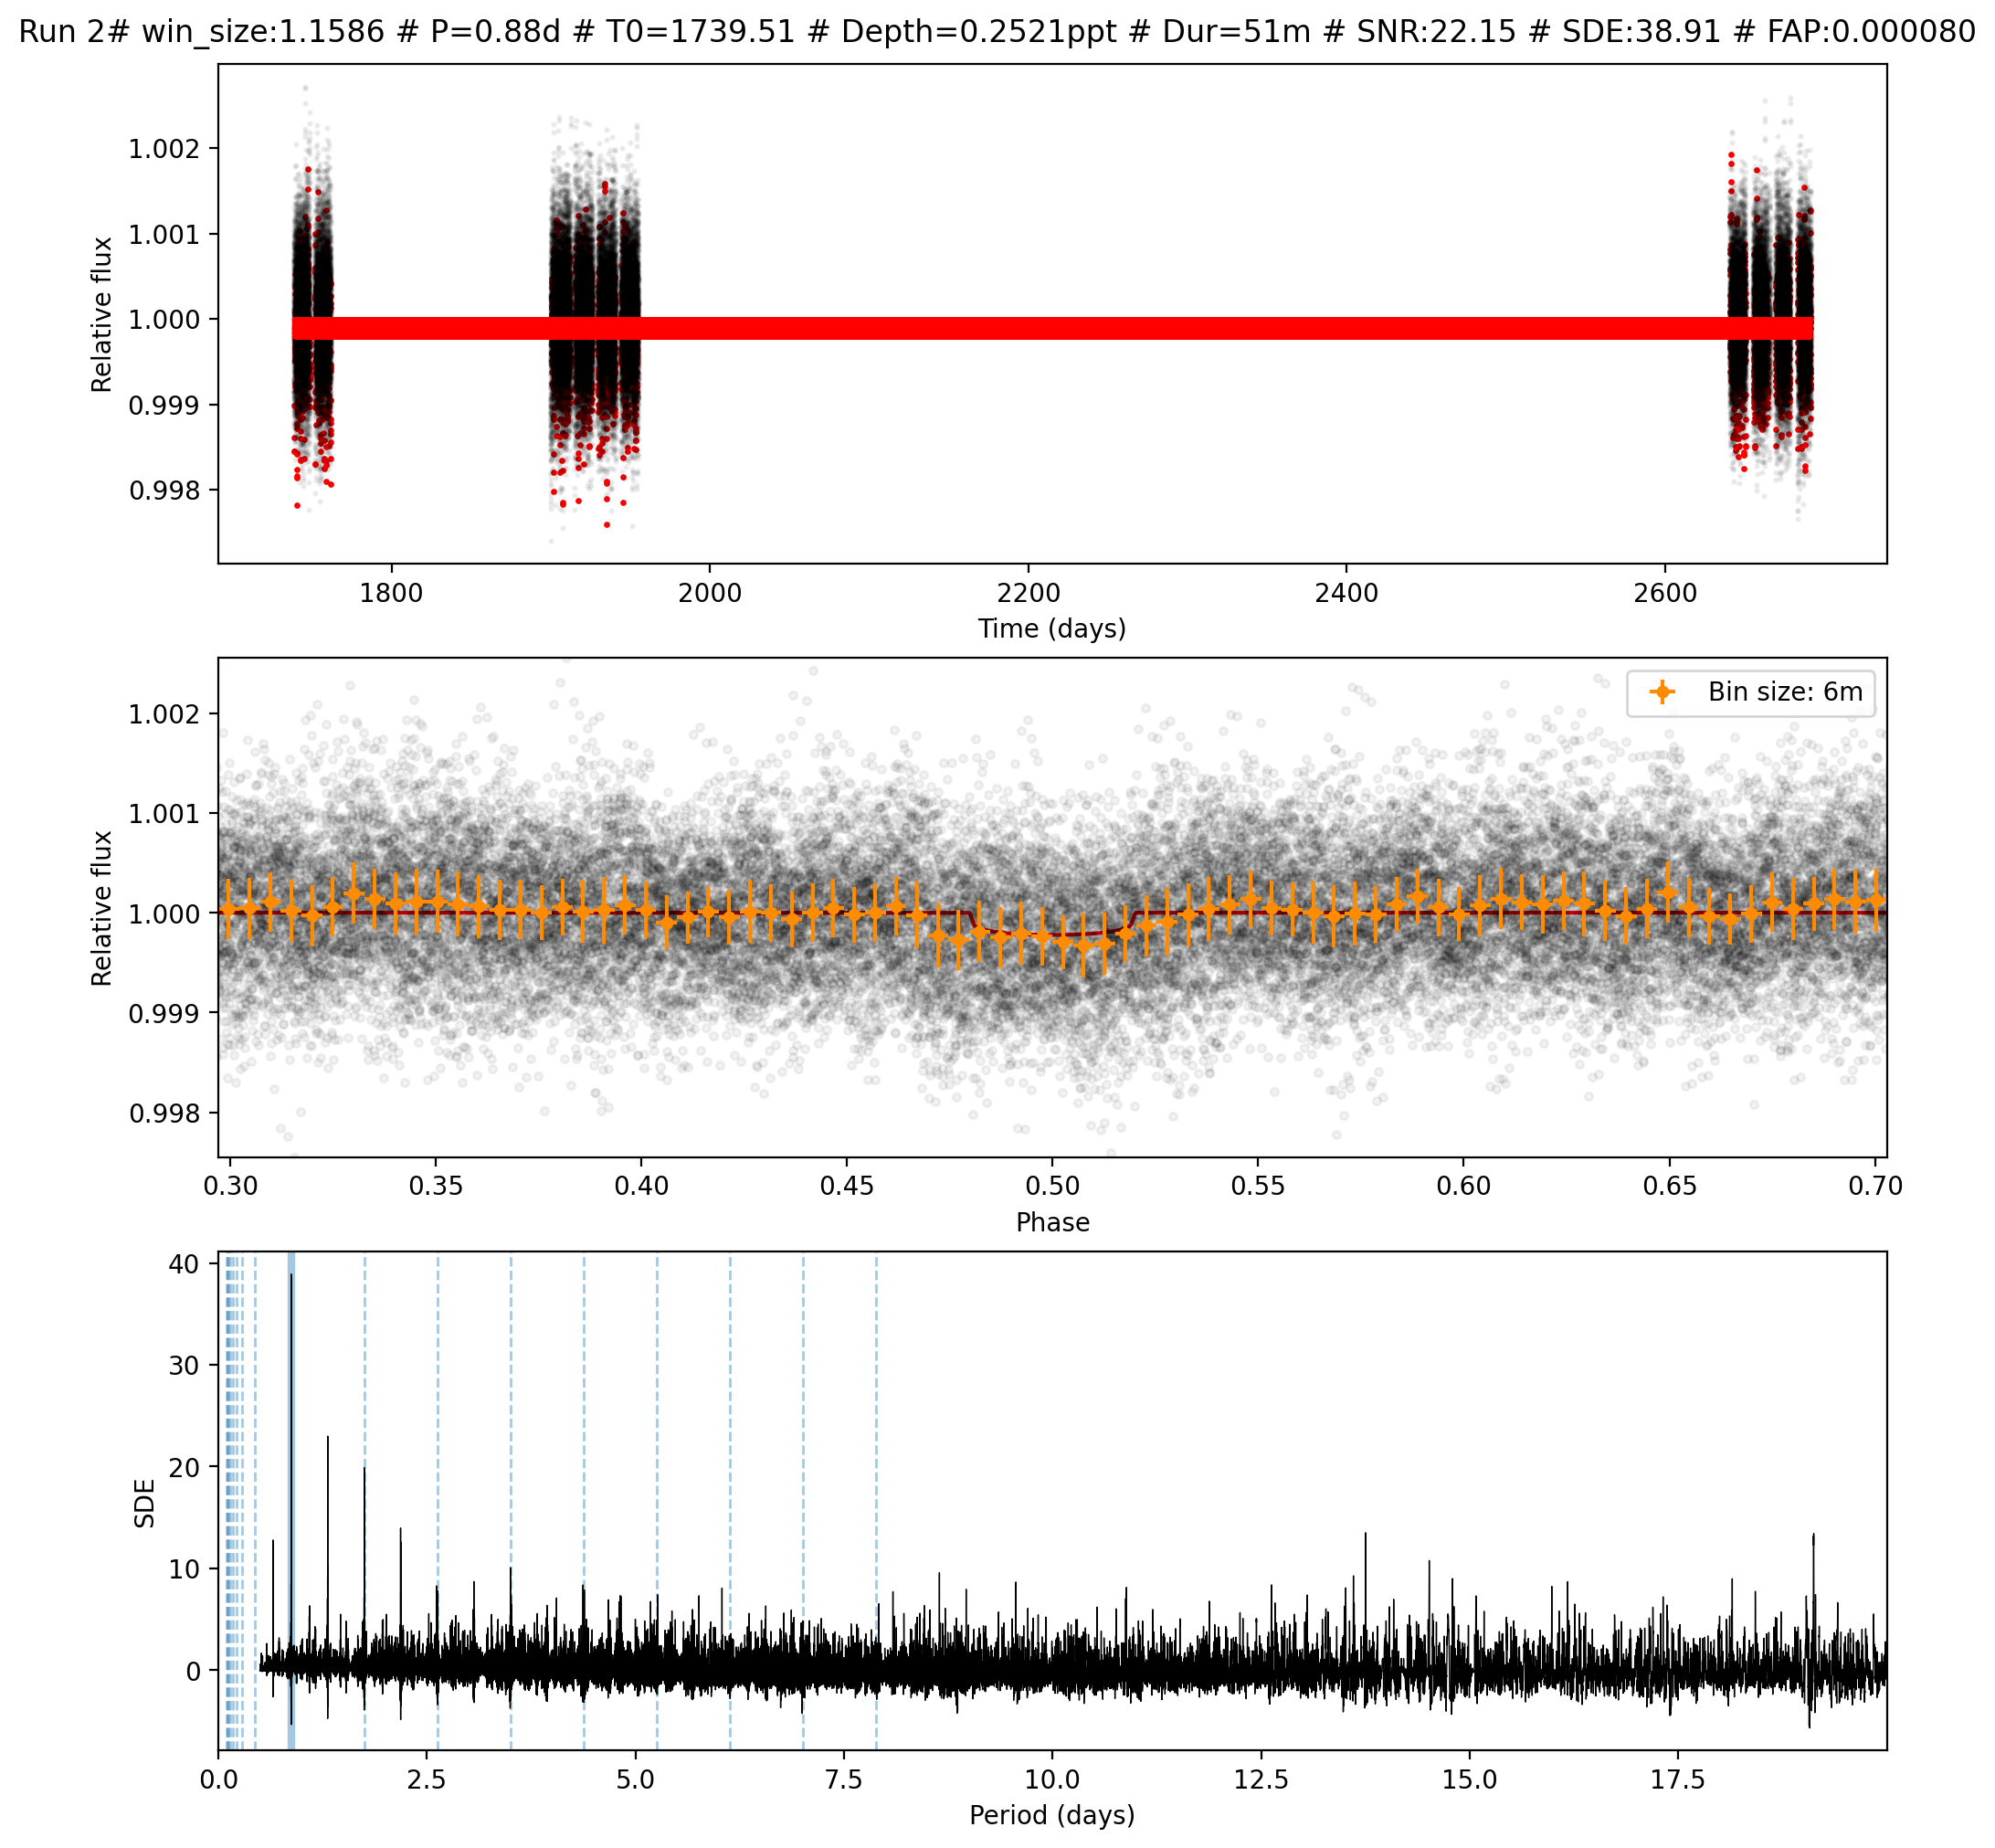 Run 2# win_size:1.1586 # P=0.88d # T0=1739.51 # Depth=0.2521ppt # Dur=51m # SNR:22.15 # SDE:38.91 # FAP:0.000080
1.002
1.001
1.000
0.999
0.998
Relative flux
1800 2000 2200 2400 2600
Time (days)
Bin size: 6m
1.002
1.001
1.000
0.999
0.998
Relative flux
0.30 0.35 0.40 0.45 0.50 0.55 0.60 0.65 0.70
Phase
40
30
20
10
0
SDE
0.0 2.5 5.0 7.5 10.0 12.5 15.0 17.5
Period (days)